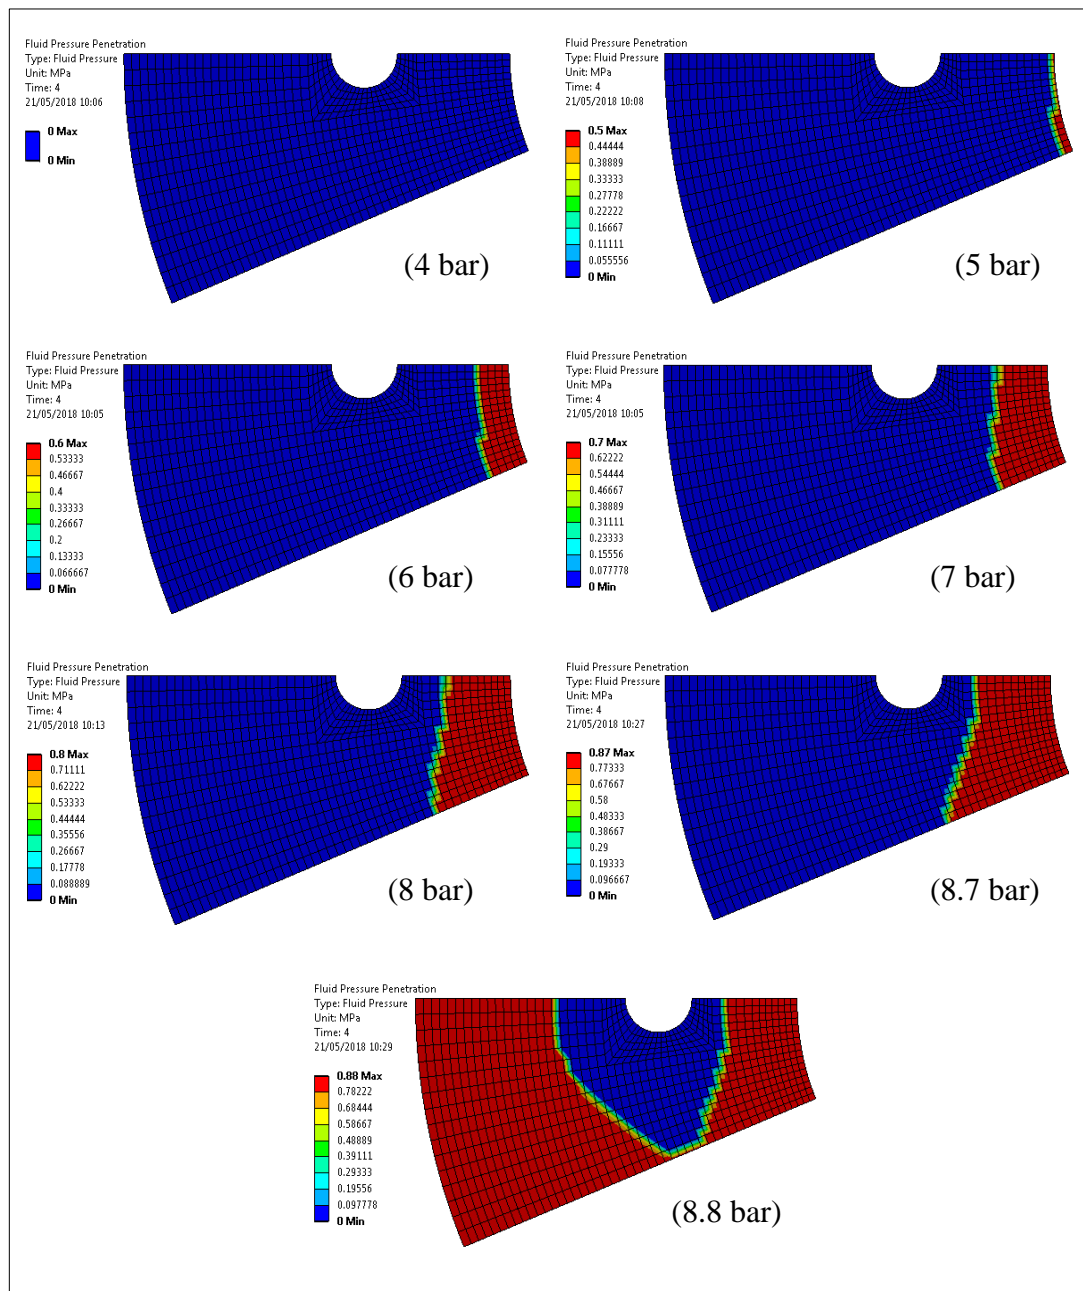 Fluid Pressure Penetration
Type: Fluid Pressure
Unit: MPa
Time: 4
21/05/2018 10:06
0 Max
0 Min
(4 bar)
Fluid Pressure Penetration
Type: Fluid Pressure
Unit: MPa
Time: 4
21/05/2018 10:08
0.5 Max
0.44444
0.38889
0.33333
0.27778
0.22222
0.16667
0.11111
0.055556
0 Min
(5 bar)
Fluid Pressure Penetration
Type: Fluid Pressure
Unit: MPa
Time: 4
21/05/2018 10:05
0.6 Max
0.53333
0.46667
0.4
0.33333
0.26667
0.2
0.13333
0.066667
0 Min
(6 bar)
Fluid Pressure Penetration
Type: Fluid Pressure
Unit: MPa
Time: 4
21/05/2018 10:05
0.7 Max
0.62222
0.54444
0.46667
0.38889
0.31111
0.23333
0.15556
0.077778
0 Min
(7 bar)
Fluid Pressure Penetration
Type: Fluid Pressure
Unit: MPa
Time: 4
21/05/2018 10:13
0.8 Max
0.71111
0.62222
0.53333
0.44444
0.35556
0.26667
0.17778
0.088889
0 Min
(8 bar)
Fluid Pressure Penetration
Type: Fluid Pressure
Unit: MPa
Time: 4
21/05/2018 10:27
0.87 Max
0.77333
0.67667
0.58
0.48333
0.38667
0.29
0.19333
0.096667
0 Min
(8.7 bar)
Fluid Pressure Penetration
Type: Fluid Pressure
Unit: MPa
Time: 4
21/05/2018 10:29
0.88 Max
0.78222
0.68444
0.58667
0.48889
0.39111
0.29333
0.19556
0.097778
0 Min
(8.8 bar)